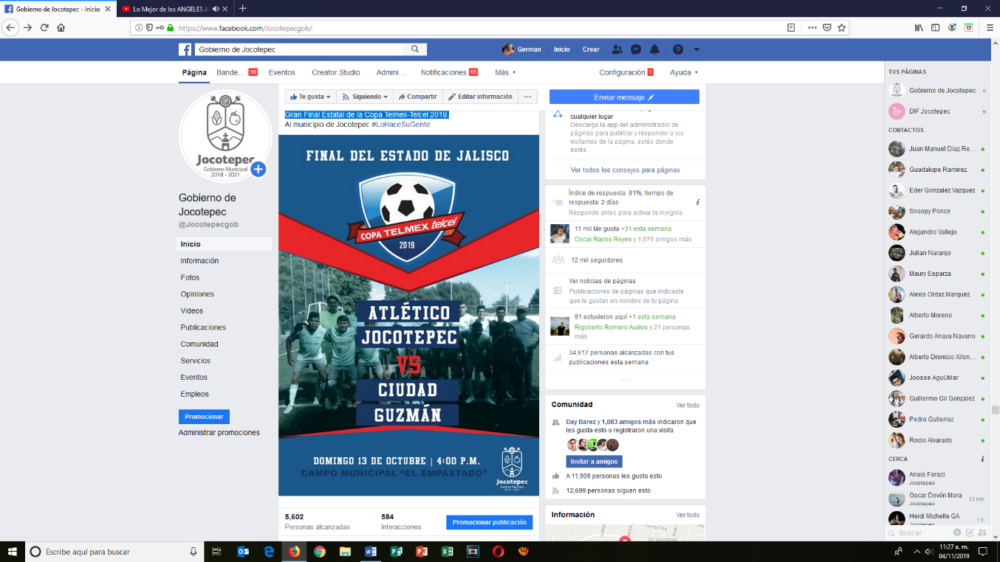 Gobierno de Jocotepec - Inicio
Lo Mejor de los ANGELES A
https://www.facebook.com/Jocotepecgob/
Gobierno de Jocotepec
German
Inicio
Crear
Página
Bande... 39
Eventos
Creator Studio
Admini...
Notificaciones 55
Más
Configuración 1
Ayuda
Jocotepec
Gobierno Municipal
2018 - 2021
Gobierno de
Jocotepec
@Jocotepecgob
Inicio
Información
Fotos
Opiniones
Videos
Publicaciones
Comunidad
Servicios
Eventos
Empleos
Promocionar
Administrar promociones
Te gusta
Siguiendo
Compartir
Editar información
Gran Final Estatal de la Copa Telmex-Telcel 2019.
Al municipio de Jocotepec #LoHaceSuGente
FINAL DEL ESTADO DE JALISCO
COPA TELMEX telcel
2019
ATLÉTICO
JOCOTEPEC
VS
CIUDAD
GUZMÁN
DOMINGO 13 DE OCTUBRE | 4:00 P.M.
CAMPO MUNICIPAL "EL EMPASTADO"
Jocotepec
Gobierno Municipal
2018 - 2021
5,602
Personas alcanzadas
584
Interacciones
Promocionar publicación
Enviar mensaje
cualquier lugar
Descarga la app del administrador de
páginas para publicar y responder a los
visitantes de la página, estés donde
estés.
Ver todos los consejos para páginas
Índice de respuesta: 81%; tiempo de
respuesta: 2 días
Responde antes para activar la insignia
11 mil Me gusta +31 esta semana
Oscar Racso Reyes y 1,079 amigos más
12 mil seguidores
Ver noticias de páginas
Publicaciones de páginas que indicaste
que te gustan en nombre de tu página
91 estuvieron aquí +1 esta semana
Rigoberto Romero Avalos y 21 personas
más
34,617 personas alcanzadas con tus
publicaciones esta semana
Comunidad
Ver todo
Day Barez y 1,083 amigos más indicaron que
les gusta esto o registraron una visita
Invitar a amigos
A 11,906 personas les gusta esto
12,699 personas siguen esto
Información
Ver todo
Dif Jocotepec
TUS PÁGINAS
Gobierno de Jocotepec 9
DIF Jocotepec 9
CONTACTOS
Juan Manuel Diaz Re...
Guadalupe Ramirez
Eder Gonzalez Vazquez
Snoopy Ponce
Alejandro Vallejo
Julian Naranjo
Maury Esparza
Alexis Ordaz Marquez
Alberto Moreno
Gerardo Anaya Navarro
Alberto Dionicio Xilon...
Joosse AguUiilar
Guillermo Gil Gonzalez
Pedro Gutierrez
Rocio Alvarado
CERCA
Anais Faraci
Jocotepec
Oscar Devón Mora
Jocotepec
13 min
Heidi Michelle GA
1 h
Buscar
Escribe aquí para buscar
11:27 a. m.
04/11/2019